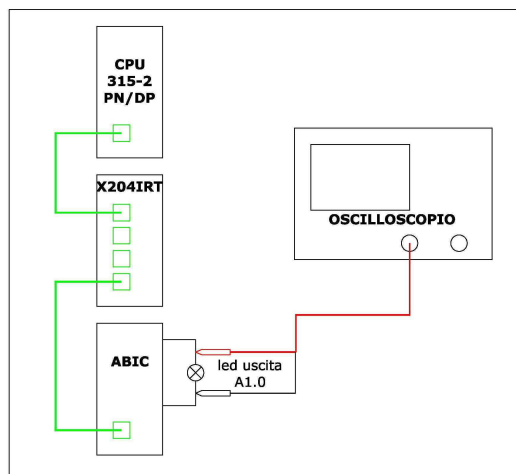 CPU
315-2
PN/DP
X204IRT
OSCILLOSCOPIO
ABIC
led uscita
A1.0